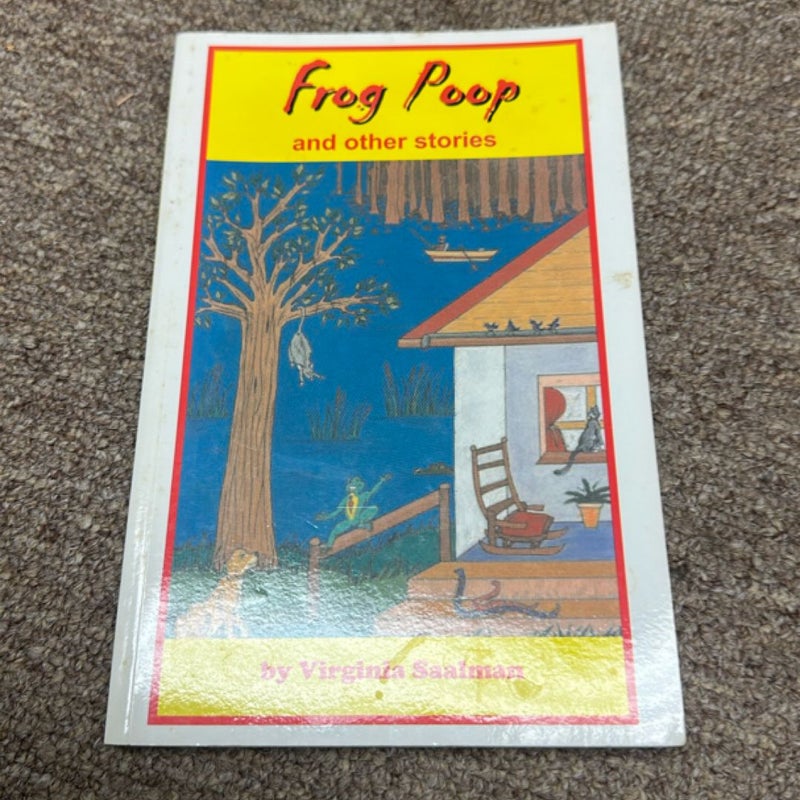 Frog Poop
and other stories
by Virginia Saalman